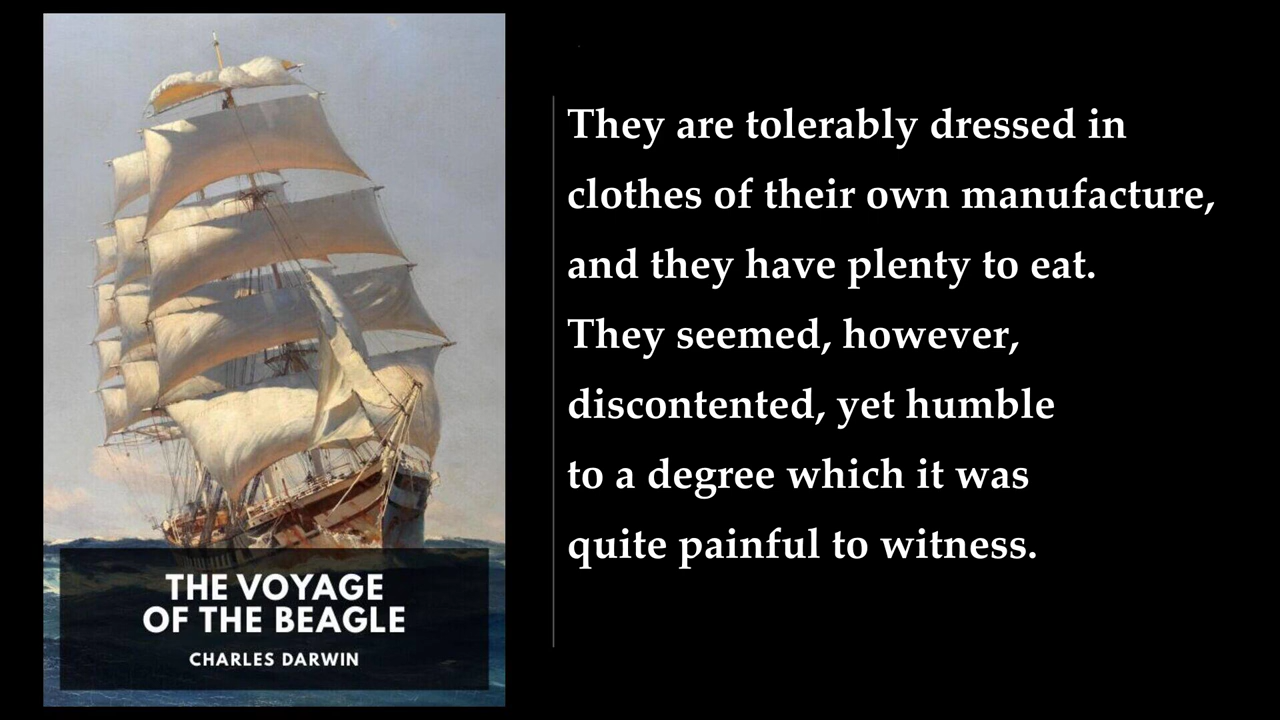 THE VOYAGE
OF THE BEAGLE
CHARLES DARWIN
They are tolerably dressed in
clothes of their own manufacture,
and they have plenty to eat.
They seemed, however,
discontented, yet humble
to a degree which it was
quite painful to witness.